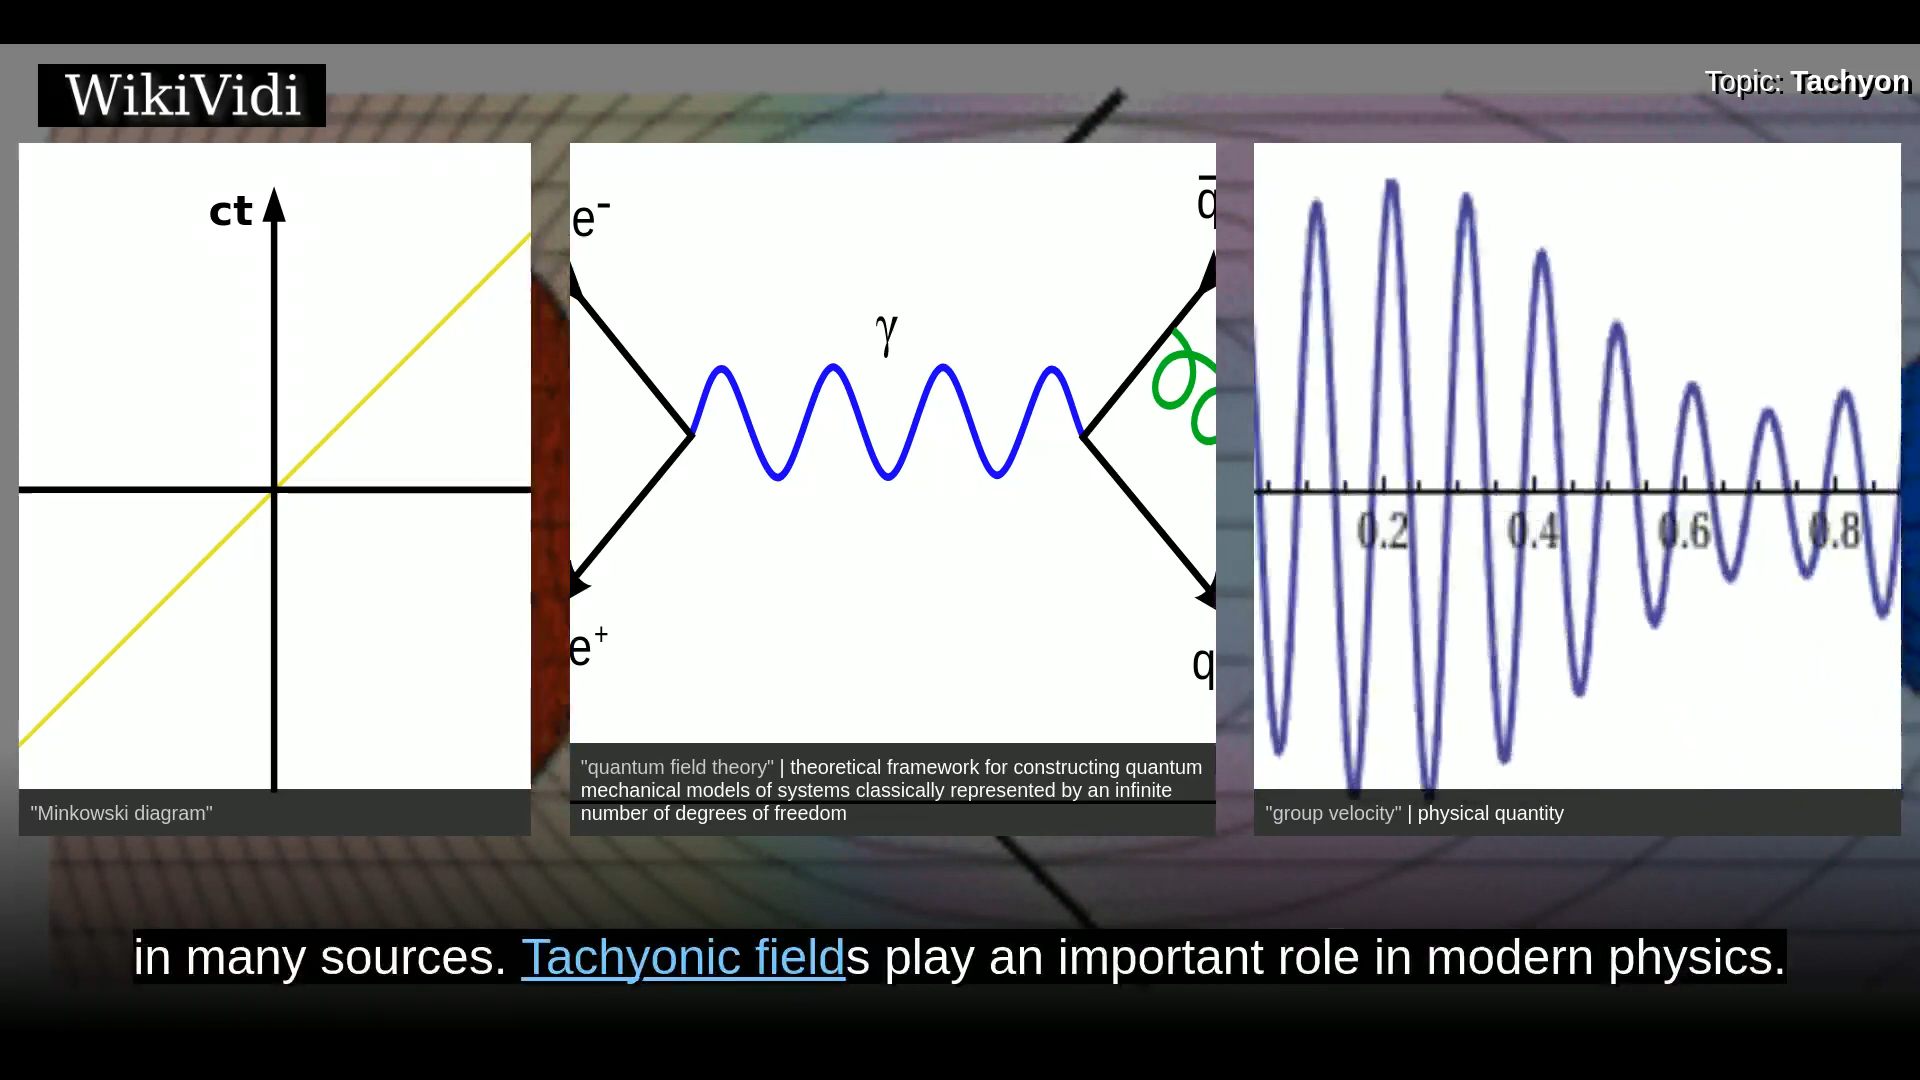 WikiVidi
Topic: Tachyon
ct
e-
e+
γ
q̅
q
0.2 0.4 0.6 0.8
"Minkowski diagram"
"quantum field theory" | theoretical framework for constructing quantum
mechanical models of systems classically represented by an infinite
number of degrees of freedom
"group velocity" | physical quantity
in many sources. Tachyonic fields play an important role in modern physics.